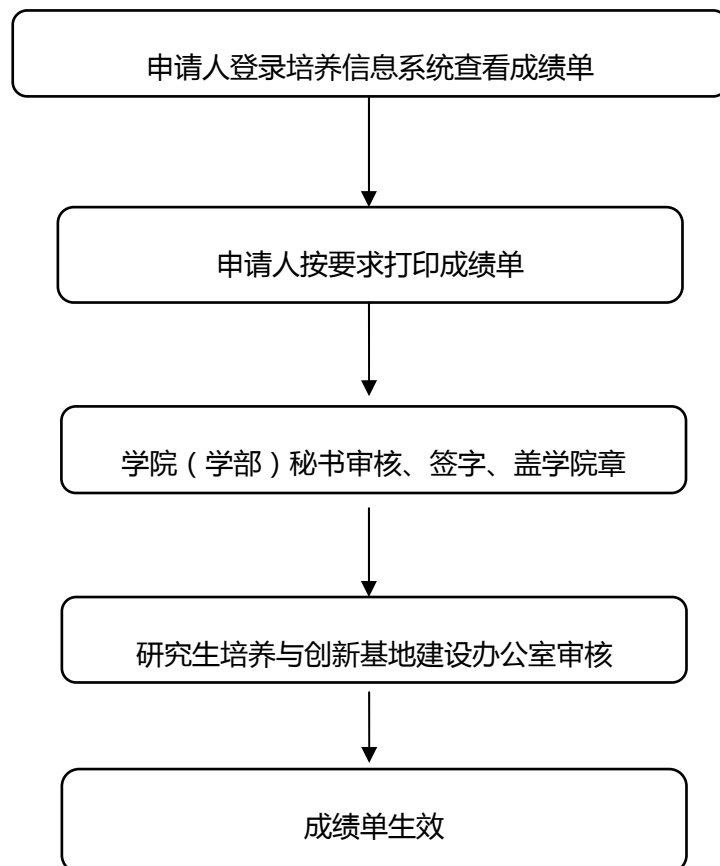 申请人登录培养信息系统查看成绩单
申请人按要求打印成绩单
学院（学部）秘书审核、签字、盖学院章
研究生培养与创新基地建设办公室审核
成绩单生效